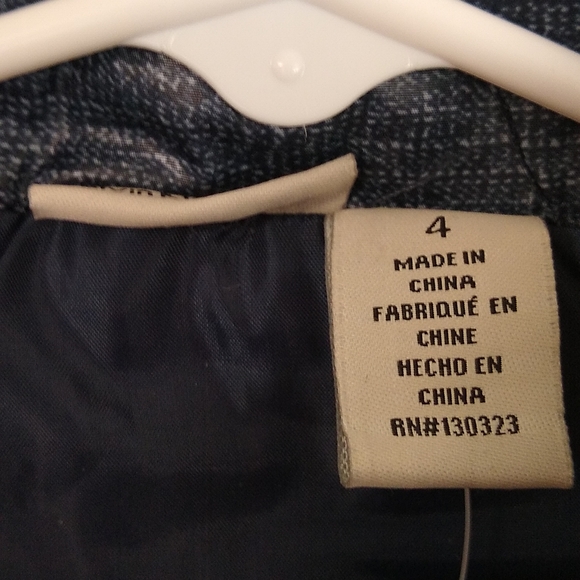 4
MADE IN
CHINA
FABRIQUÉ EN
CHINE
HECHO EN
CHINA
RN#130323